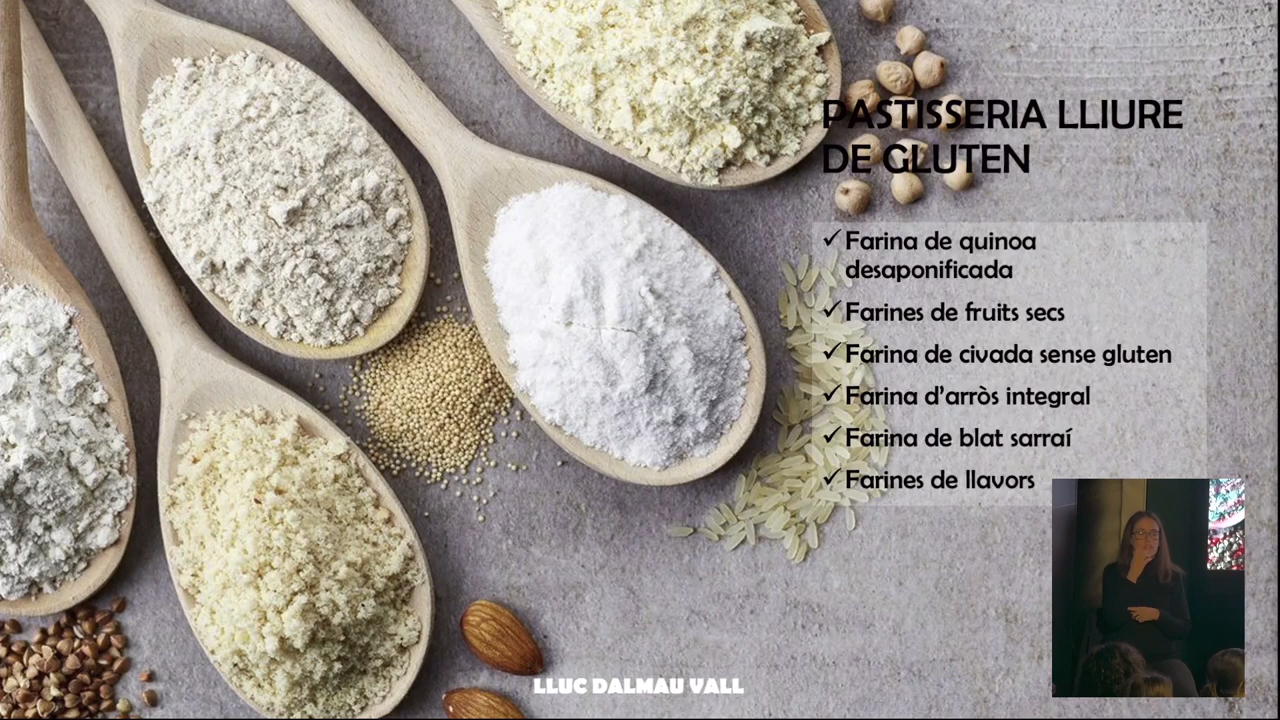 PASTISSERIA LLIURE
DE GLUTEN
✓Farina de quinoa
desaponificada
✓Farines de fruits secs
✓Farina de civada sense gluten
✓Farina d’arròs integral
✓Farina de blat sarraí
✓Farines de llavors
LLUC DALMAU VALL